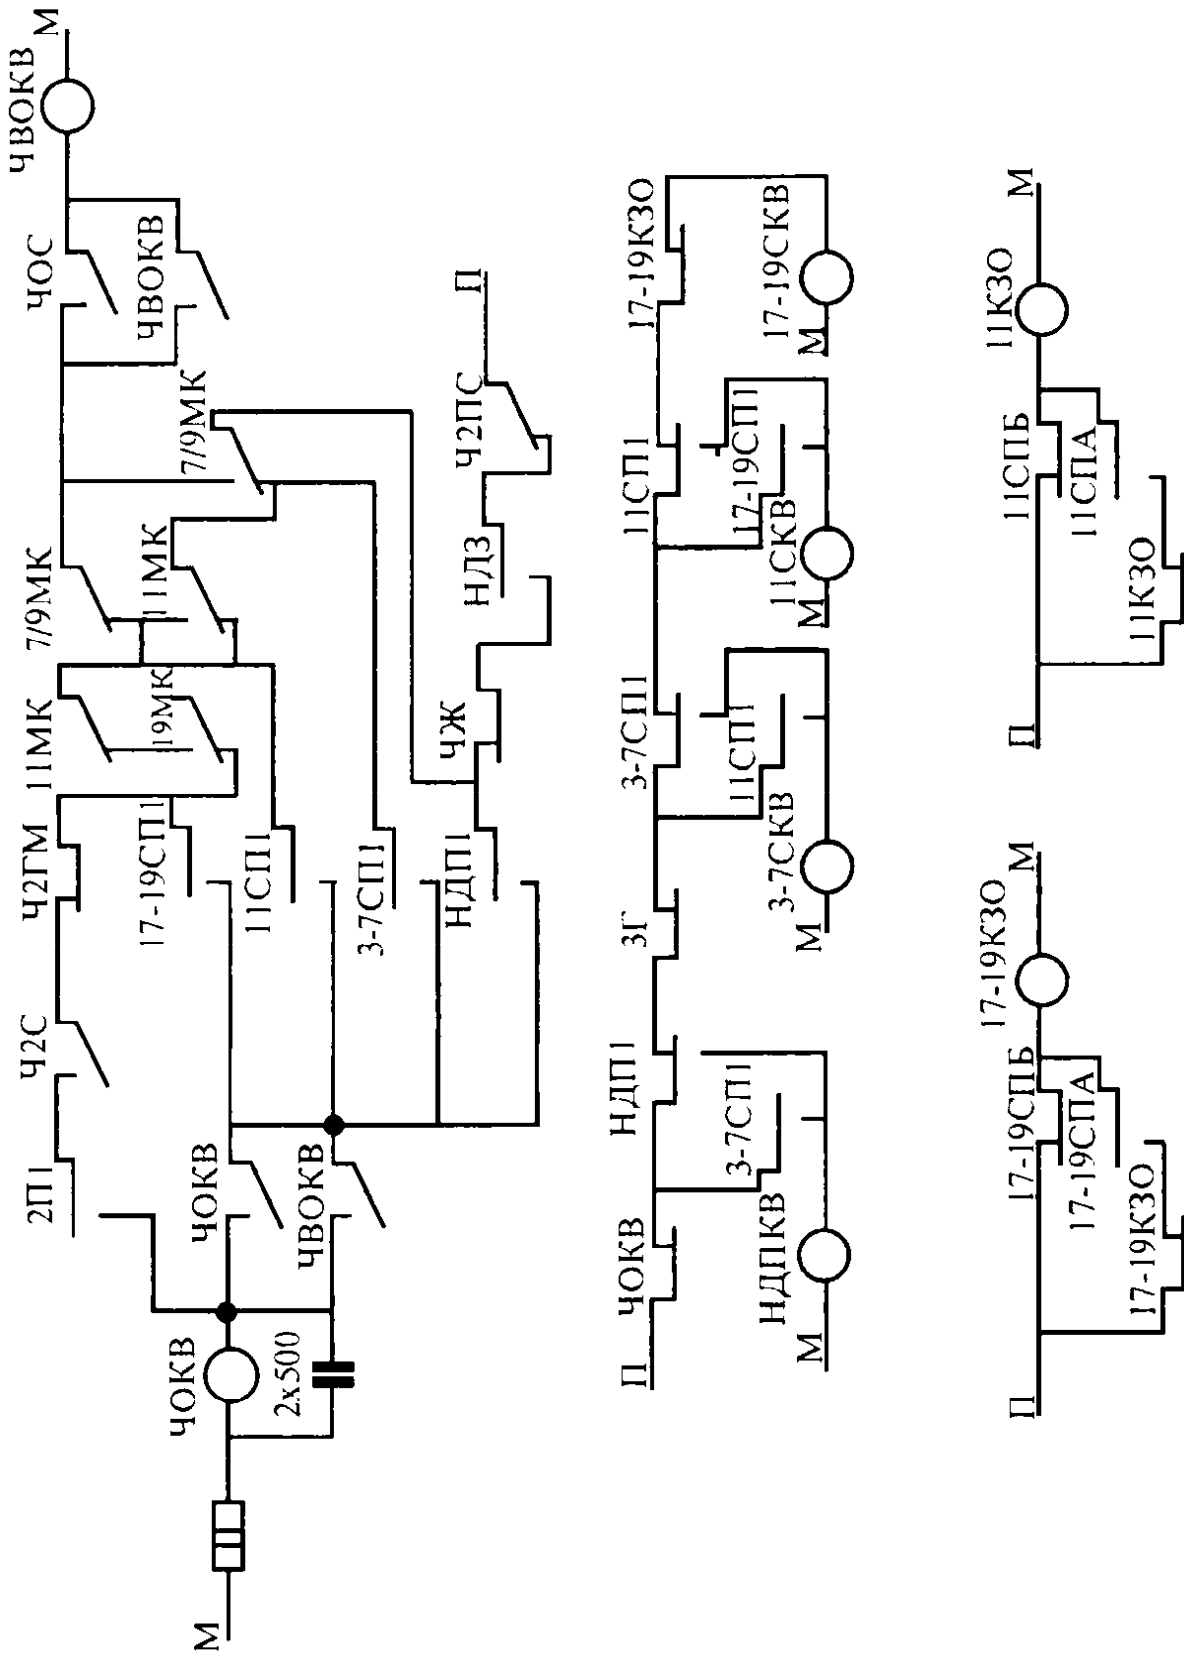 ЧВОКВ
М
ЧОС
ЧВОКВ
7/9МК
7/9МК
11МК
11МК
19МК
Ч2ГМ
17-19СП1
11СП1
3-7СП1
НДП1
ЧЖ
НДЗ
Ч2ПС
П
Ч2С
2П1
ЧОКВ
ЧВОКВ
ЧОКВ
2х500
М
П
ЧОКВ
НДП1
3-7СП1
НДПКВ
М
3Г
3-7СП1
11СП1
3-7СКВ
М
11СП1
17-19СП1
11СКВ
М
17-19КЗО
17-19СКВ
М
П
17-19СПБ
17-19СПА
17-19КЗО
17-19КЗО
М
П
11СПБ
11СПА
11КЗО
11КЗО
М